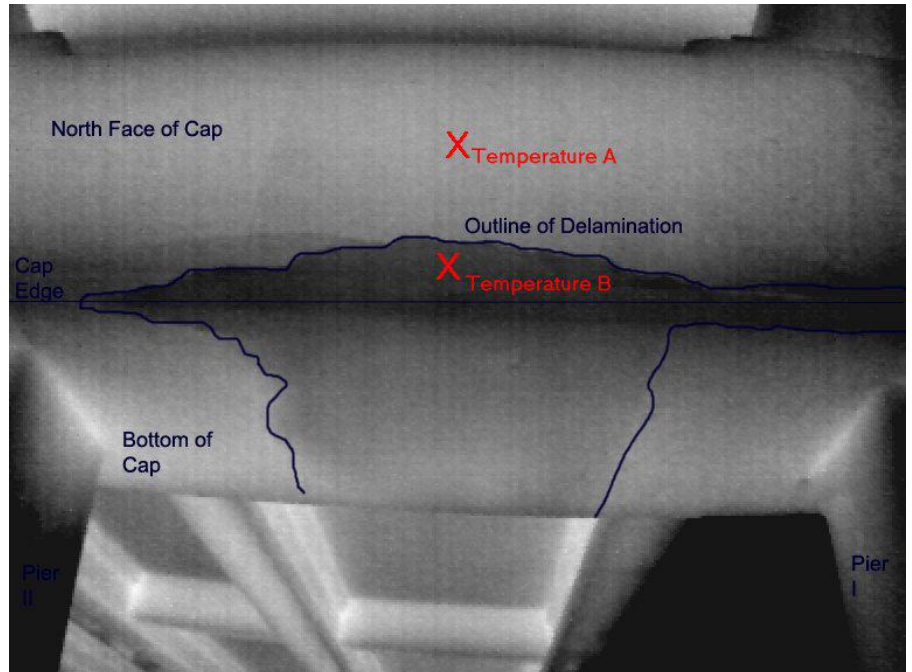 North Face of Cap
Temperature A
Outline of Delamination
Cap
Edge
Temperature B
Bottom of
Cap
Pier
II
Pier
I